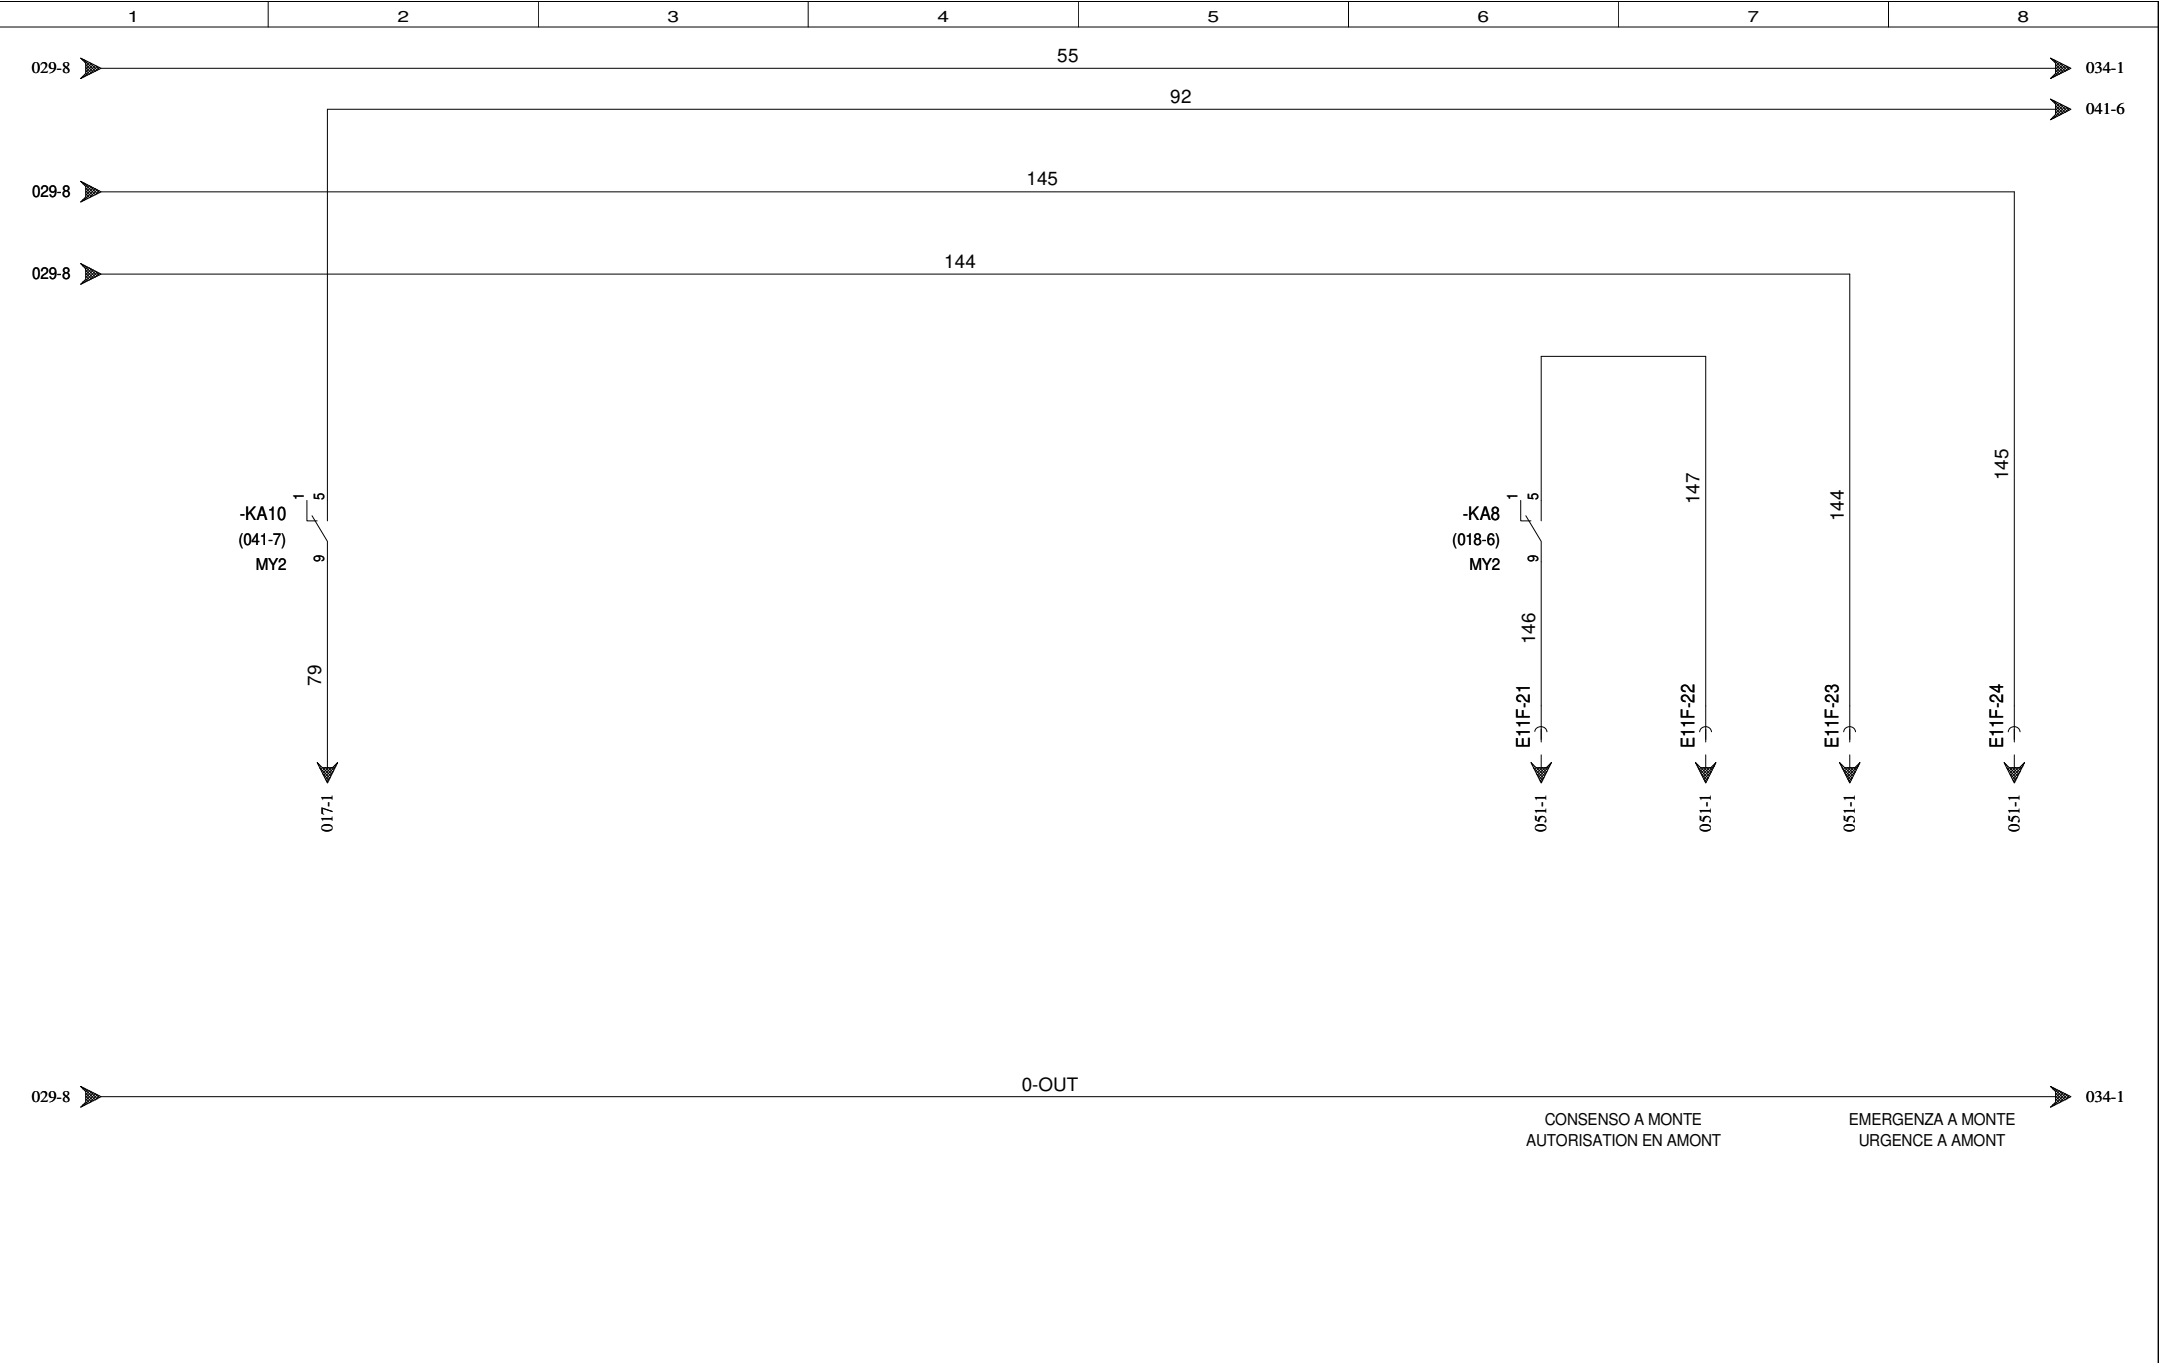 1 2 3 4 5 6 7 8
55
029-8 034-1
92
041-6
145
029-8
144
029-8
1 5
-KA10
(041-7)
MY2
9
79
017-1
1 5
-KA8
(018-6)
MY2
9
146
147
144
145
E11F-21
E11F-22
E11F-23
E11F-24
051-1
051-1
051-1
051-1
0-OUT
029-8 034-1
CONSENSO A MONTE
AUTORISATION EN AMONT
EMERGENZA A MONTE
URGENCE A AMONT